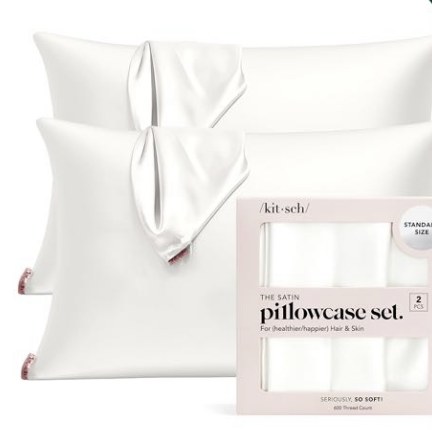 /kit·sch/
STANDARD
SIZE
THE SATIN
pillowcase set.
2
PCS
For (healthier/happier) Hair & Skin
SERIOUSLY, SO SOFT!
600 Thread Count